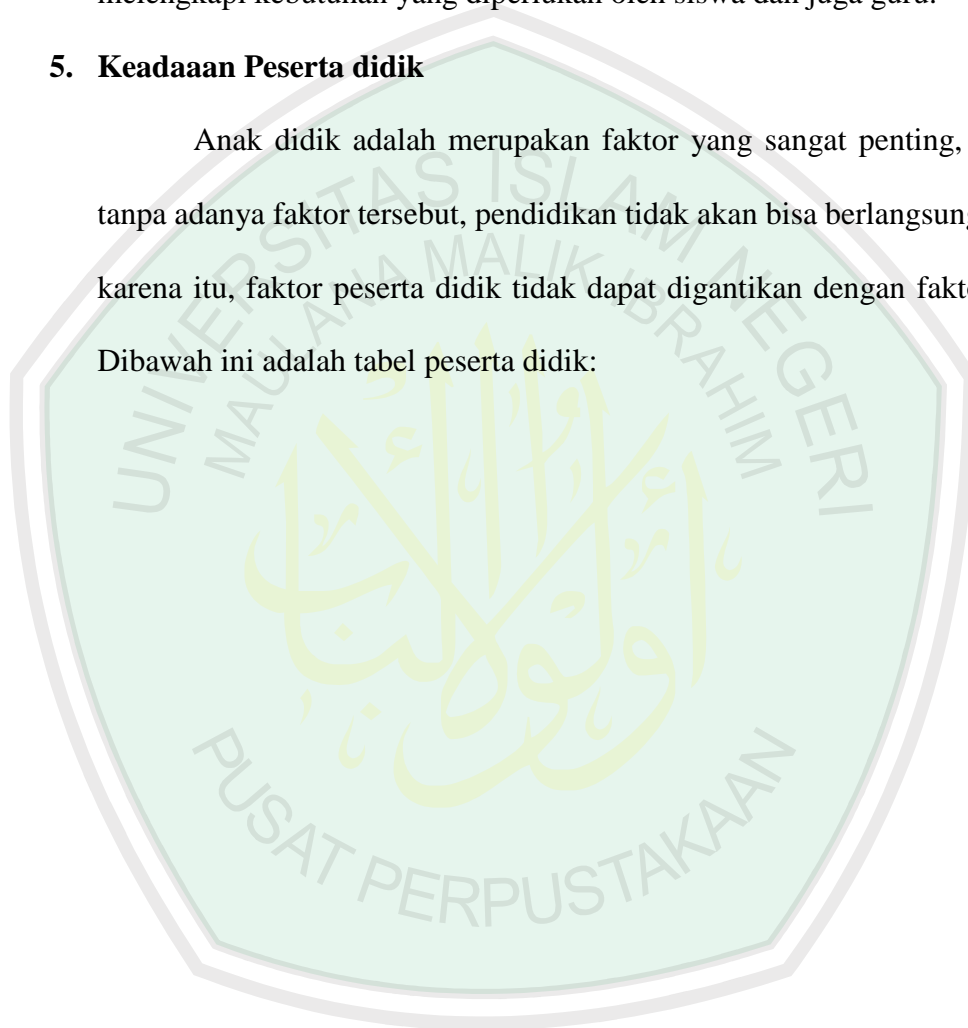 melengkapi kebutuhan yang diperlukan oleh siswa dan juga guru.
5. Keadaaan Peserta didik
Anak didik adalah merupakan faktor yang sangat penting,
tanpa adanya faktor tersebut, pendidikan tidak akan bisa berlangsung
karena itu, faktor peserta didik tidak dapat digantikan dengan
Dibawah ini adalah tabel peserta didik:
UNIVERSITAS ISLAM NEGERI
MAULANA MALIK IBRAHIM
أولوا الألباب
PUSAT PERPUSTAKAAN